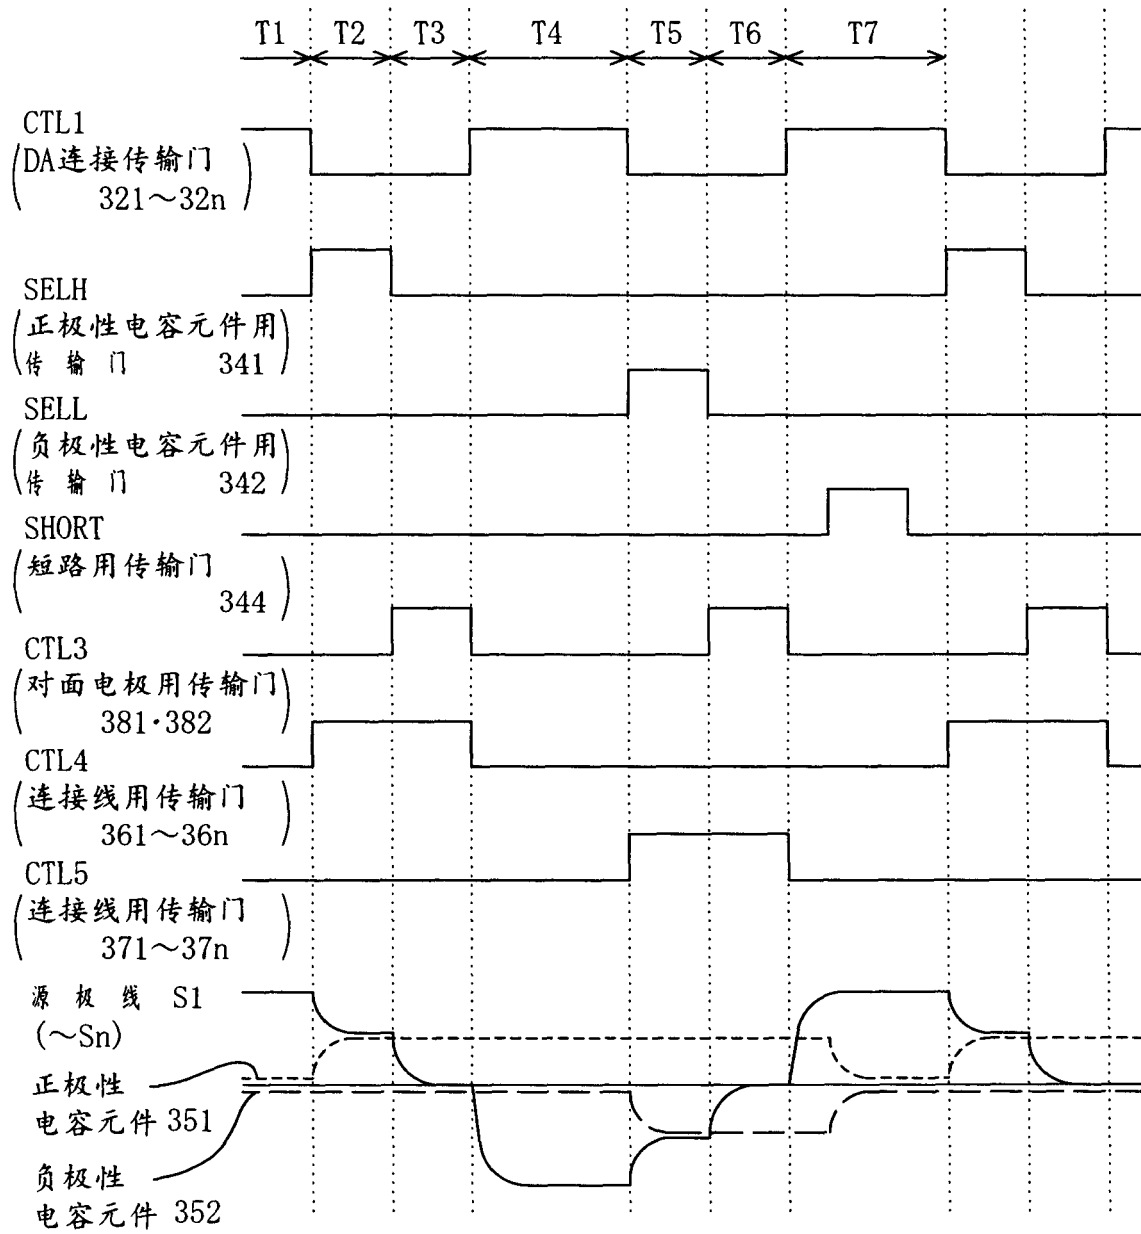 T1 T2 T3 T4 T5 T6 T7
CTL1
(DA连接传输门
321～32n)
SELH
(正极性电容元件用
传输门 341)
SELL
(负极性电容元件用
传输门 342)
SHORT
(短路用传输门
344)
CTL3
(对面电极用传输门
381·382)
CTL4
(连接线用传输门
361～36n)
CTL5
(连接线用传输门
371～37n)
源极线 S1
(～Sn)
正极性
电容元件 351
负极性
电容元件 352